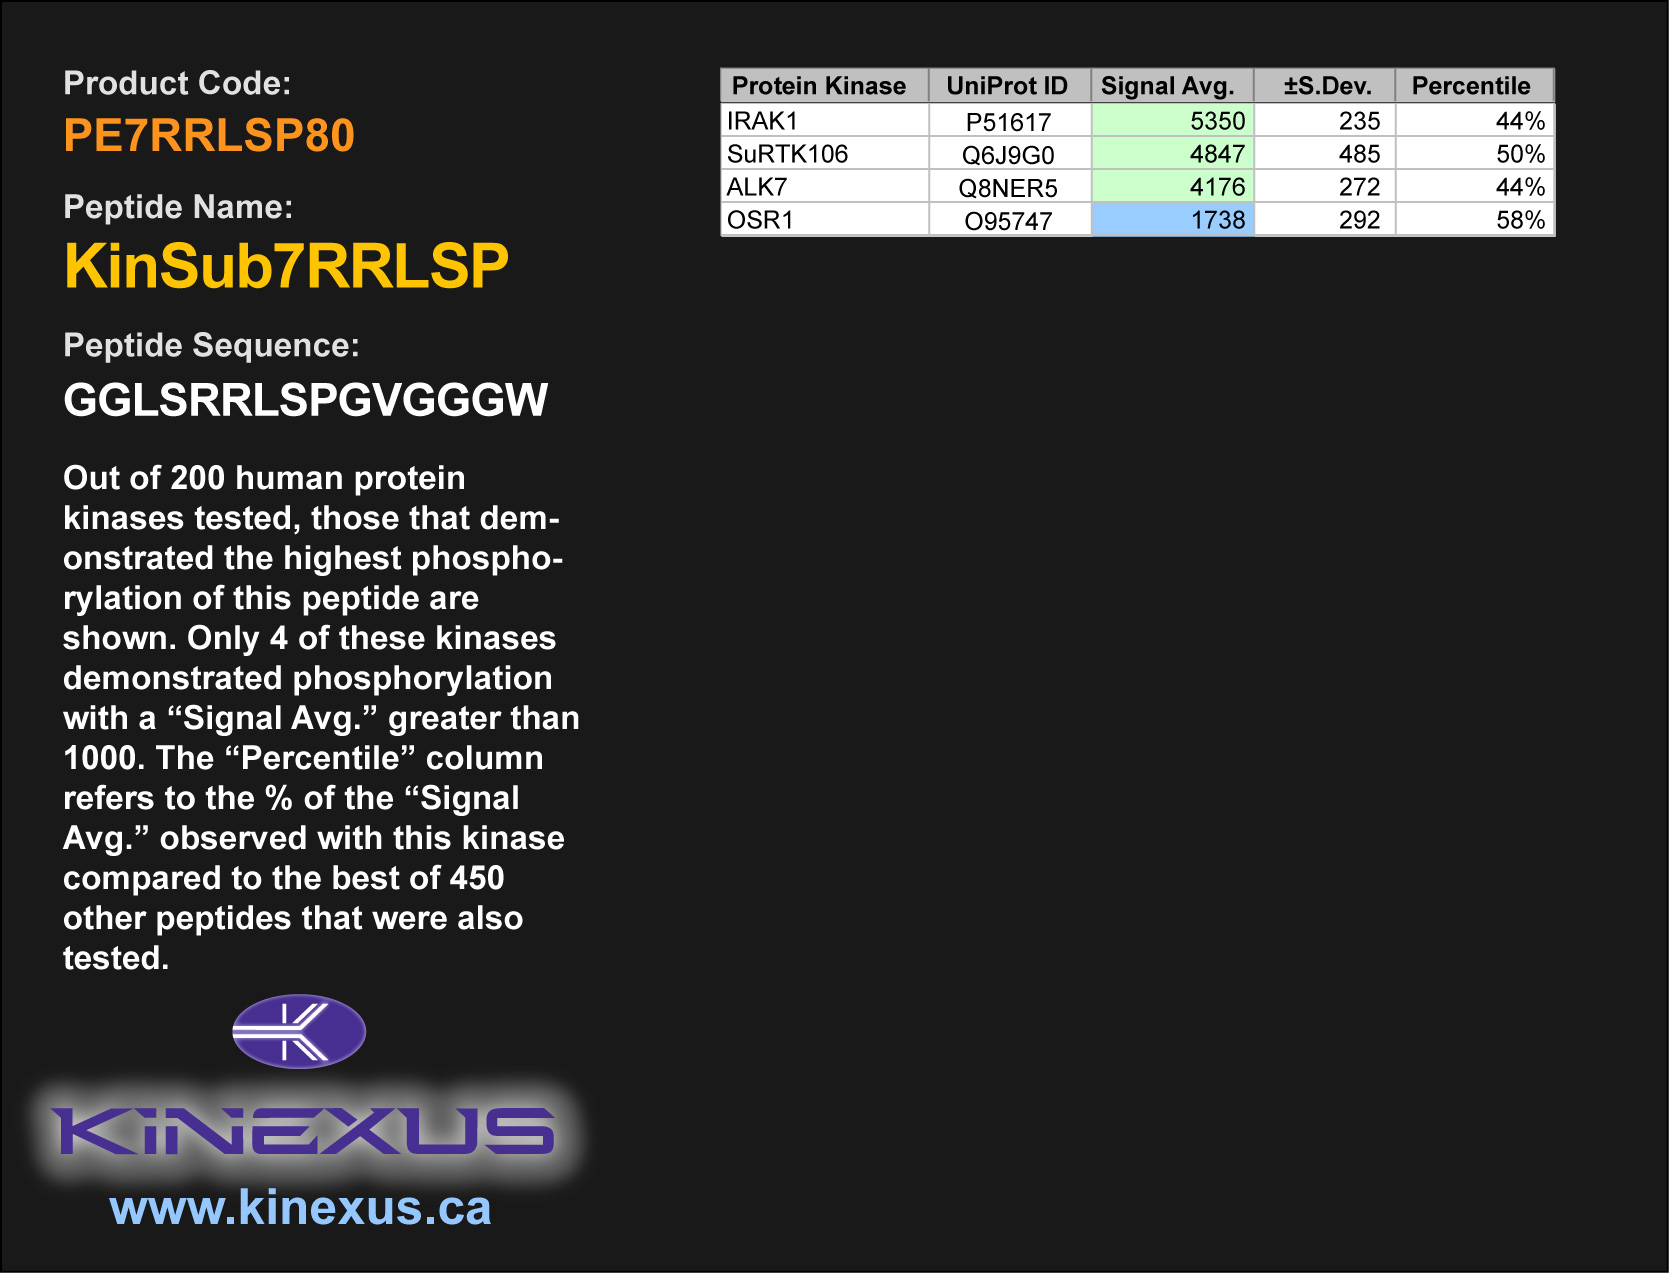 Product Code:
PE7RRLSP80
Peptide Name:
KinSub7RRLSP
Peptide Sequence:
GGLSRRLSPGVGGGW
Out of 200 human protein
kinases tested, those that dem-
onstrated the highest phospho-
rylation of this peptide are
shown. Only 4 of these kinases
demonstrated phosphorylation
with a “Signal Avg.” greater than
1000. The “Percentile” column
refers to the % of the “Signal
Avg.” observed with this kinase
compared to the best of 450
other peptides that were also
tested.
KiNEXUS
www.kinexus.ca
Protein Kinase UniProt ID Signal Avg. ±S.Dev. Percentile
IRAK1 P51617 5350 235 44%
SuRTK106 Q6J9G0 4847 485 50%
ALK7 Q8NER5 4176 272 44%
OSR1 O95747 1738 292 58%